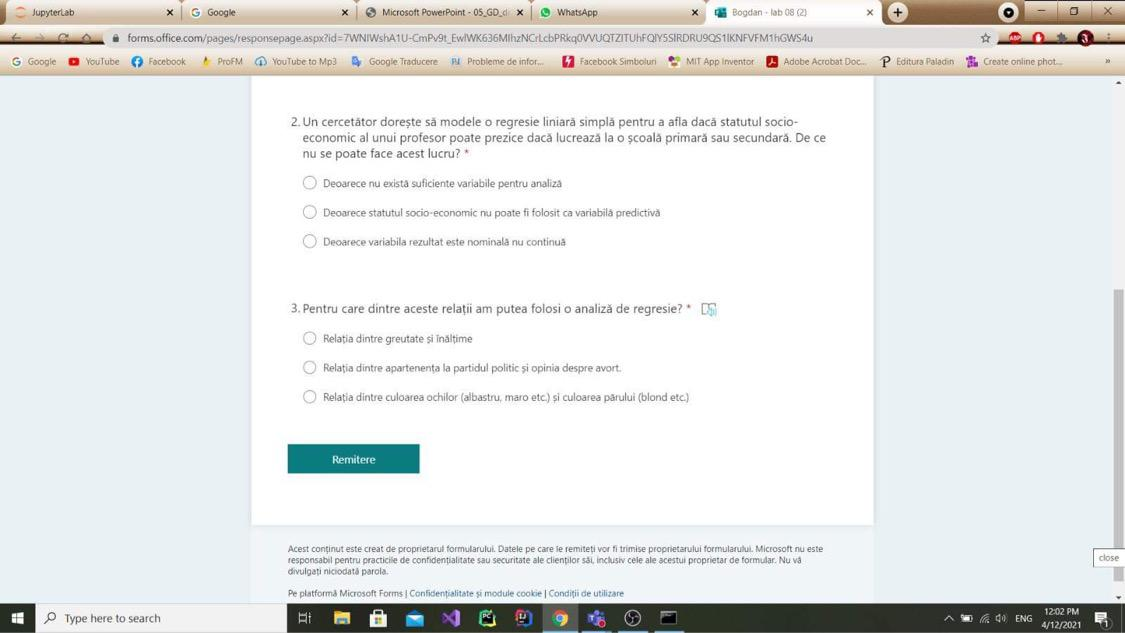 JupyterLab
Google
Microsoft PowerPoint - 05_GD_d
WhatsApp
Bogdan - lab 08 (2)
Google
YouTube
Facebook
ProFM
YouTube to Mp3
Google Traducere
Probleme de infor...
Facebook Simboluri
MIT App Inventor
Adobe Acrobat Doc...
Editura Paladin
Create online phot...
2. Un cercetător dorește să modele o regresie liniară simplă pentru a afla dacă statutul socio-
economic al unui profesor poate prezice dacă lucrează la o școală primară sau secundară. De ce
nu se poate face acest lucru? *
Deoarece nu există suficiente variabile pentru analiză
Deoarece statutul socio-economic nu poate fi folosit ca variabilă predictivă
Deoarece variabila rezultat este nominală nu continuă
3. Pentru care dintre aceste relații am putea folosi o analiză de regresie? *
Relația dintre greutate și înălțime
Relația dintre apartenența la partidul politic și opinia despre avort.
Relația dintre culoarea ochilor (albastru, maro etc.) și culoarea părului (blond etc.)
Remitere
Acest conținut este creat de proprietarul formularului. Datele pe care le remiteți vor fi trimise proprietarului formularului. Microsoft nu este
responsabil pentru practicile de confidențialitate sau securitate ale clienților săi, inclusiv cele ale acestui proprietar de formular. Nu vă
divulgați niciodată parola.
close
Pe platformă Microsoft Forms | Confidențialitate și module cookie | Condiții de utilizare
Type here to search
ENG
12:02 PM
4/12/2021